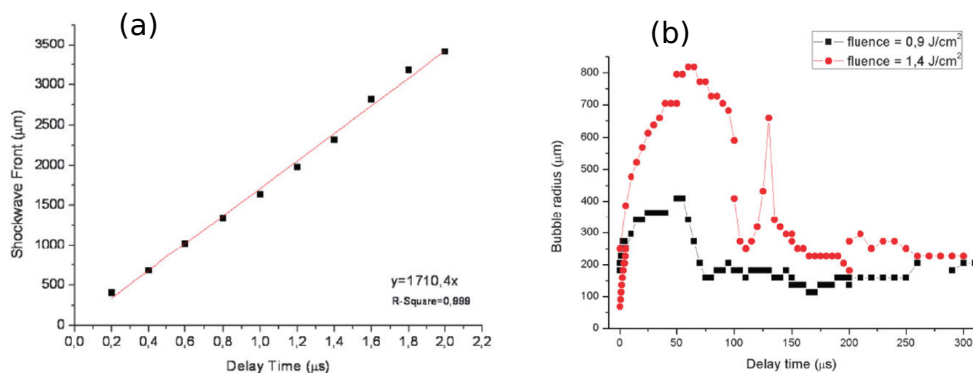 (a)
3500
3000
2500
2000
1500
1000
500
0
Shockwave Front (μm)
y=1710,4x
R-Square=0,999
0,0 0,2 0,4 0,6 0,8 1,0 1,2 1,4 1,6 1,8 2,0 2,2
Delay Time (μs)
(b)
fluence = 0,9 J/cm²
fluence = 1,4 J/cm²
900
800
700
600
500
400
300
200
100
0
Bubble radius (μm)
0 50 100 150 200 250 300
Delay time (μs)